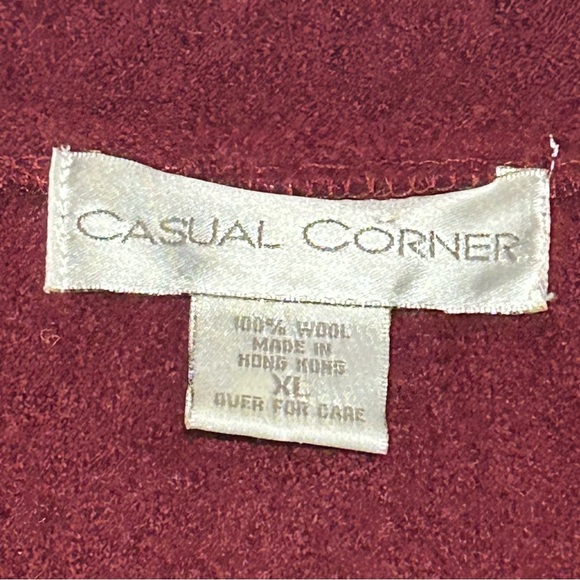 CASUAL CORNER
100% WOOL
MADE IN
HONG KONG
XL
OVER FOR CARE